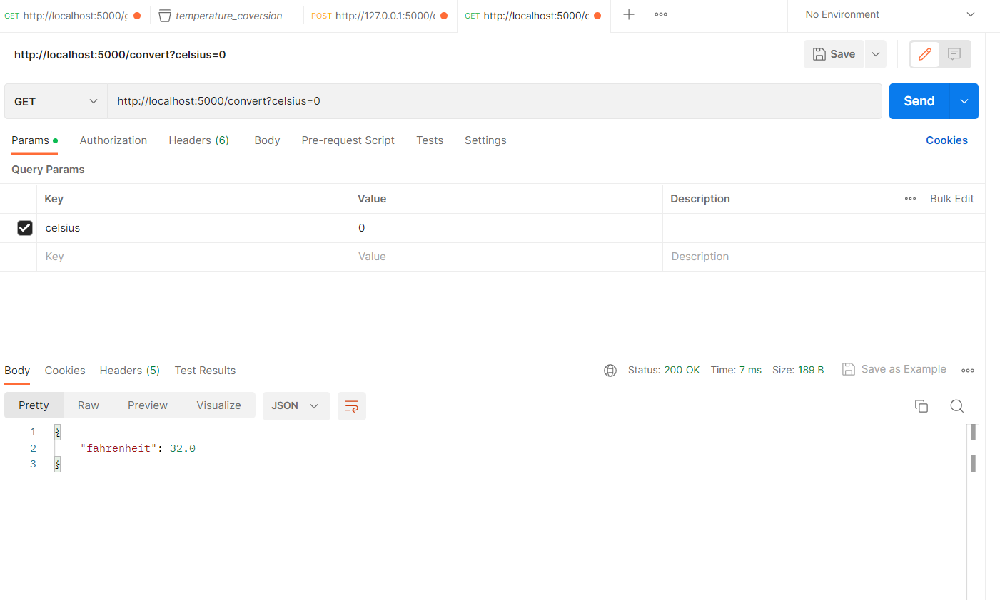 GET http://localhost:5000/g temperature_coversion POST http://127.0.0.1:5000/c GET http://localhost:5000/c No Environment
http://localhost:5000/convert?celsius=0 Save
GET http://localhost:5000/convert?celsius=0 Send
Params Authorization Headers (6) Body Pre-request Script Tests Settings Cookies
Query Params
Key Value Description Bulk Edit
celsius 0
Key Value Description
Body Cookies Headers (5) Test Results Status: 200 OK Time: 7 ms Size: 189 B Save as Example
Pretty Raw Preview Visualize JSON
1 {
2 "fahrenheit": 32.0
3 }